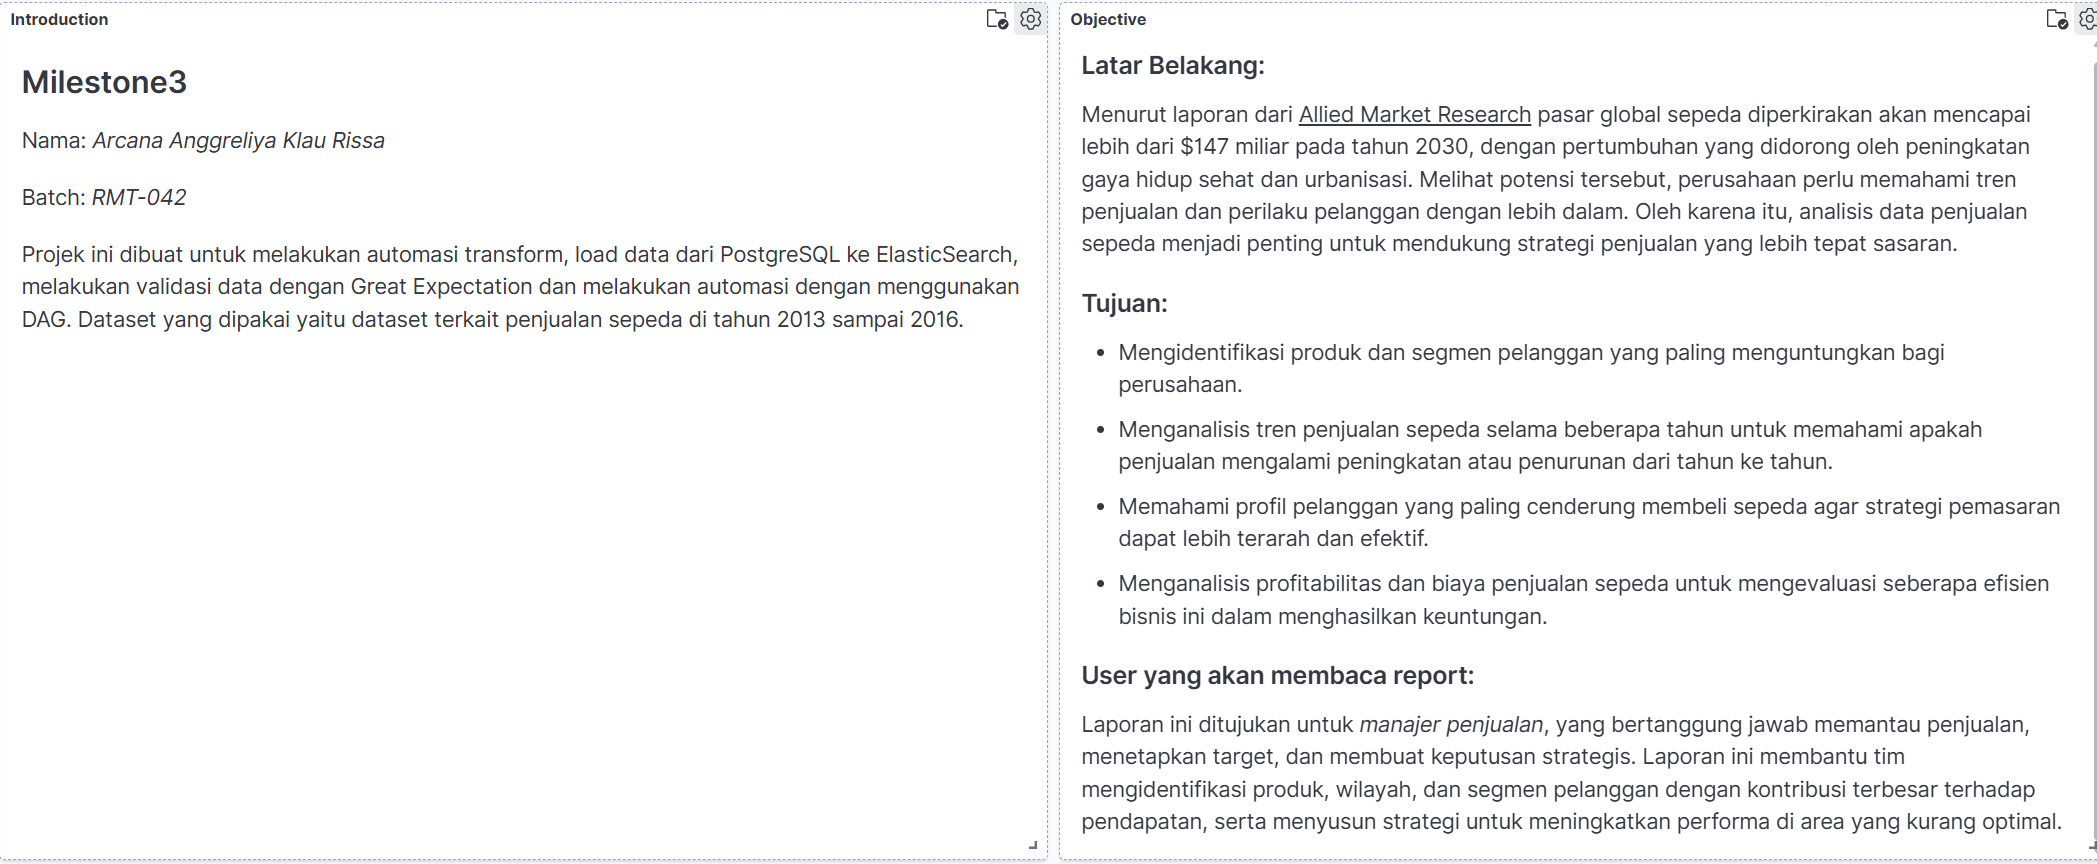 Introduction
Milestone3
Nama: Arcana Anggreliya Klau Rissa
Batch: RMT-042
Projek ini dibuat untuk melakukan automasi transform, load data dari PostgreSQL ke ElasticSearch,
melakukan validasi data dengan Great Expectation dan melakukan automasi dengan menggunakan
DAG. Dataset yang dipakai yaitu dataset terkait penjualan sepeda di tahun 2013 sampai 2016.
Objective
Latar Belakang:
Menurut laporan dari Allied Market Research pasar global sepeda diperkirakan akan mencapai
lebih dari $147 miliar pada tahun 2030, dengan pertumbuhan yang didorong oleh peningkatan
gaya hidup sehat dan urbanisasi. Melihat potensi tersebut, perusahaan perlu memahami tren
penjualan dan perilaku pelanggan dengan lebih dalam. Oleh karena itu, analisis data penjualan
sepeda menjadi penting untuk mendukung strategi penjualan yang lebih tepat sasaran.
Tujuan:
• Mengidentifikasi produk dan segmen pelanggan yang paling menguntungkan bagi
perusahaan.
• Menganalisis tren penjualan sepeda selama beberapa tahun untuk memahami apakah
penjualan mengalami peningkatan atau penurunan dari tahun ke tahun.
• Memahami profil pelanggan yang paling cenderung membeli sepeda agar strategi pemasaran
dapat lebih terarah dan efektif.
• Menganalisis profitabilitas dan biaya penjualan sepeda untuk mengevaluasi seberapa efisien
bisnis ini dalam menghasilkan keuntungan.
User yang akan membaca report:
Laporan ini ditujukan untuk manajer penjualan, yang bertanggung jawab memantau penjualan,
menetapkan target, dan membuat keputusan strategis. Laporan ini membantu tim
mengidentifikasi produk, wilayah, dan segmen pelanggan dengan kontribusi terbesar terhadap
pendapatan, serta menyusun strategi untuk meningkatkan performa di area yang kurang optimal.